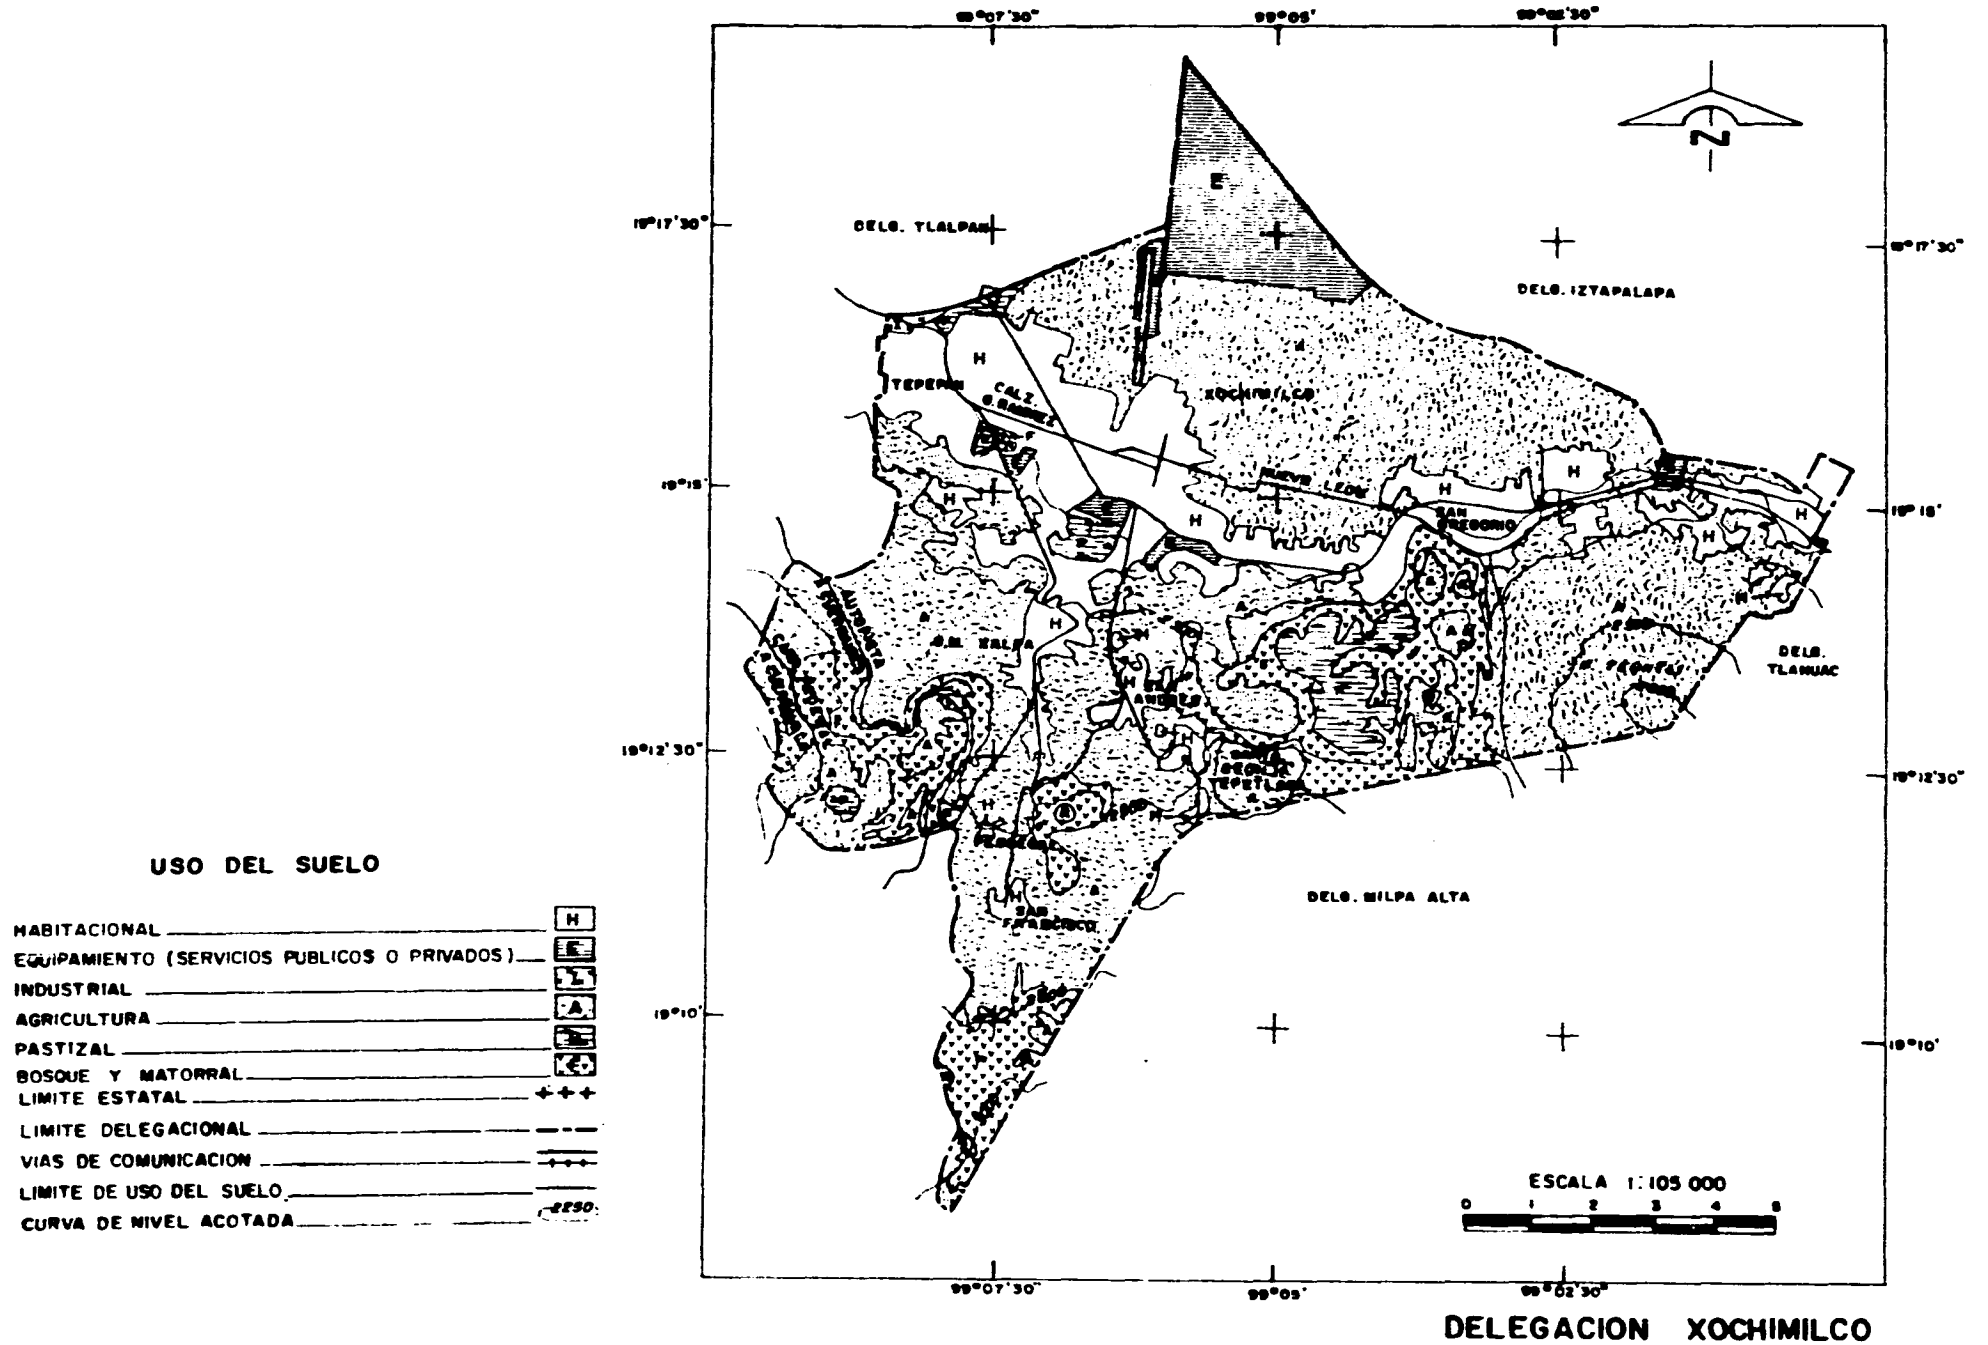 99°07'30"
99°05'
99°02'30"
N
E
19°17'30"
DELG. TLALPAN
19°17'30"
DELG. IZTAPALAPA
H
TEPEPAN
CALZ.
G. RAMIREZ
XOCHIMILCO
H
NUEVO LEON
H
19°15'
H
H
SAN
GREGORIO
H
19°15'
H
AUTOPISTA
A
A
H
S.M. XALPA
A
H
H
DELG.
TLAHUAC
H
SAN
ANDRES
19°12'30"
H
A
A
TEPETLAPA
19°12'30"
H
A
H
A
H
SAN
FRANCISCO
DELG. MILPA ALTA
USO DEL SUELO
HABITACIONAL H
EQUIPAMIENTO (SERVICIOS PUBLICOS O PRIVADOS) E
INDUSTRIAL I
AGRICULTURA A
PASTIZAL
BOSQUE Y MATORRAL
LIMITE ESTATAL
LIMITE DELEGACIONAL
VIAS DE COMUNICACION
LIMITE DE USO DEL SUELO
CURVA DE NIVEL ACOTADA 2250
19°10'
19°10'
ESCALA 1:105 000
0 1 2 3 4 5
99°07'30"
99°05'
99°02'30"
DELEGACION XOCHIMILCO